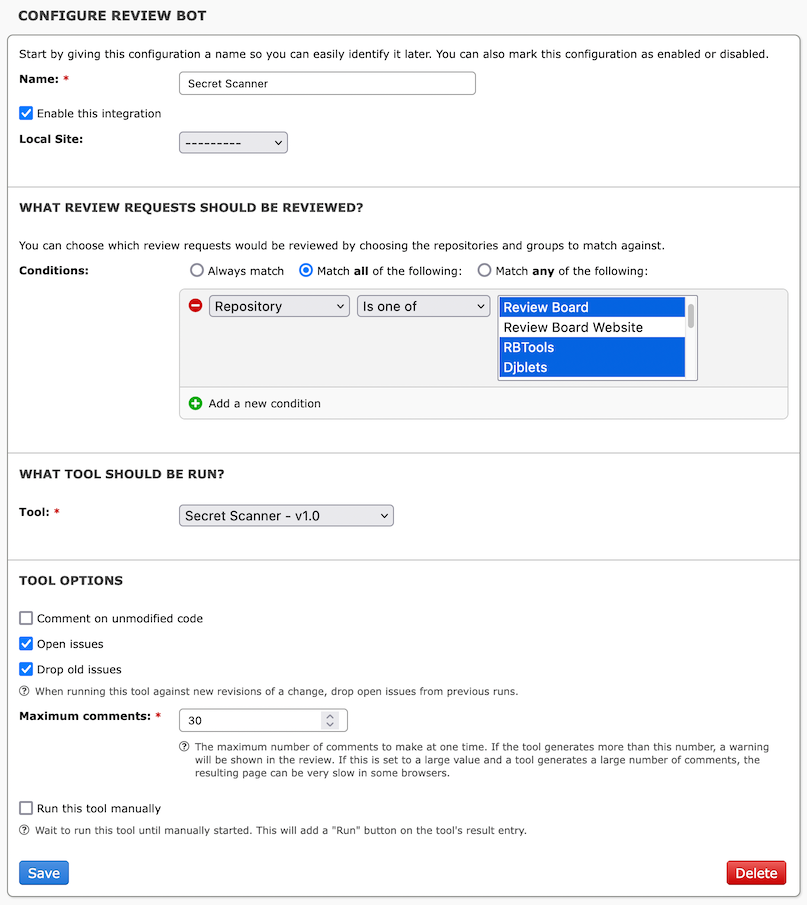 CONFIGURE REVIEW BOT
Start by giving this configuration a name so you can easily identify it later. You can also mark this configuration as enabled or disabled.
Name: *
Secret Scanner
Enable this integration
Local Site:
---------
WHAT REVIEW REQUESTS SHOULD BE REVIEWED?
You can choose which review requests would be reviewed by choosing the repositories and groups to match against.
Conditions:
Always match
Match all of the following:
Match any of the following:
Repository
Is one of
Review Board
Review Board Website
RBTools
Djblets
Add a new condition
WHAT TOOL SHOULD BE RUN?
Tool: *
Secret Scanner - v1.0
TOOL OPTIONS
Comment on unmodified code
Open issues
Drop old issues
When running this tool against new revisions of a change, drop open issues from previous runs.
Maximum comments: *
30
The maximum number of comments to make at one time. If the tool generates more than this number, a warning
will be shown in the review. If this is set to a large value and a tool generates a large number of comments, the
resulting page can be very slow in some browsers.
Run this tool manually
Wait to run this tool until manually started. This will add a "Run" button on the tool's result entry.
Save
Delete